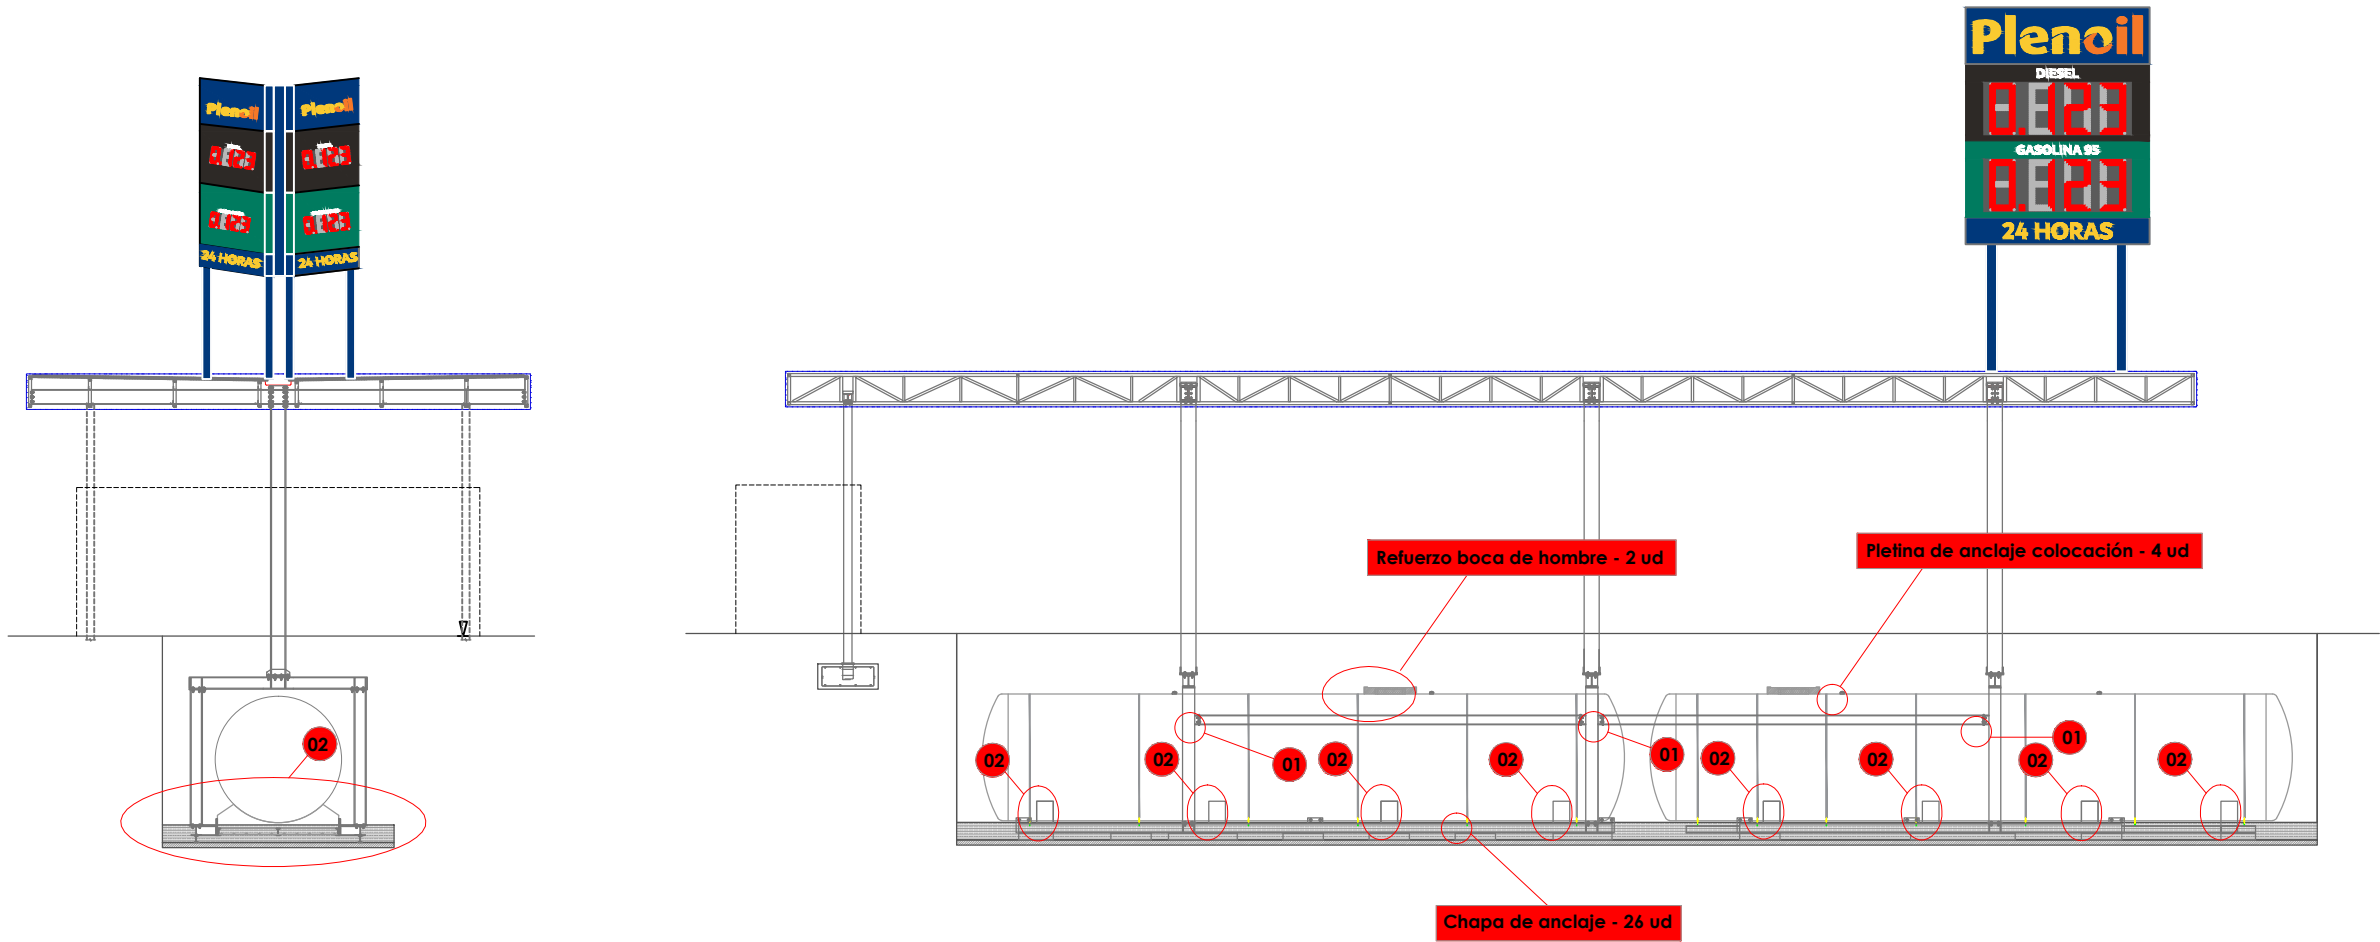 Plenoil
Plenoil
24 HORAS
24 HORAS
Plenoil
DIESEL
0.123
GASOLINA 95
0.123
24 HORAS
Refuerzo boca de hombre - 2 ud
Pletina de anclaje colocación - 4 ud
02
02
02
01
02
02
01
02
02
01
02
02
Chapa de anclaje - 26 ud